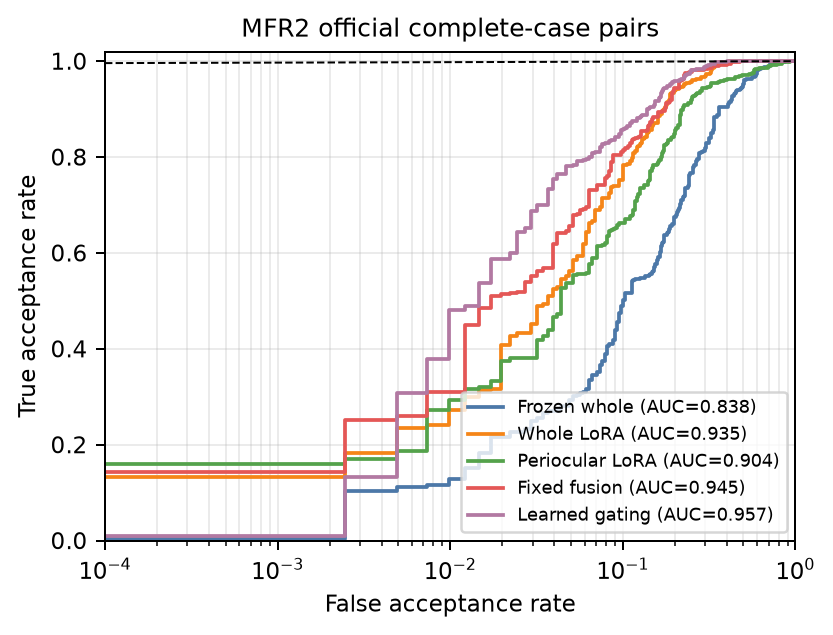 MFR2 official complete-case pairs
True acceptance rate
1.0
0.8
0.6
0.4
0.2
0.0
Frozen whole (AUC=0.838)
Whole LoRA (AUC=0.935)
Periocular LoRA (AUC=0.904)
Fixed fusion (AUC=0.945)
Learned gating (AUC=0.957)
10⁻⁴ 10⁻³ 10⁻² 10⁻¹ 10⁰
False acceptance rate